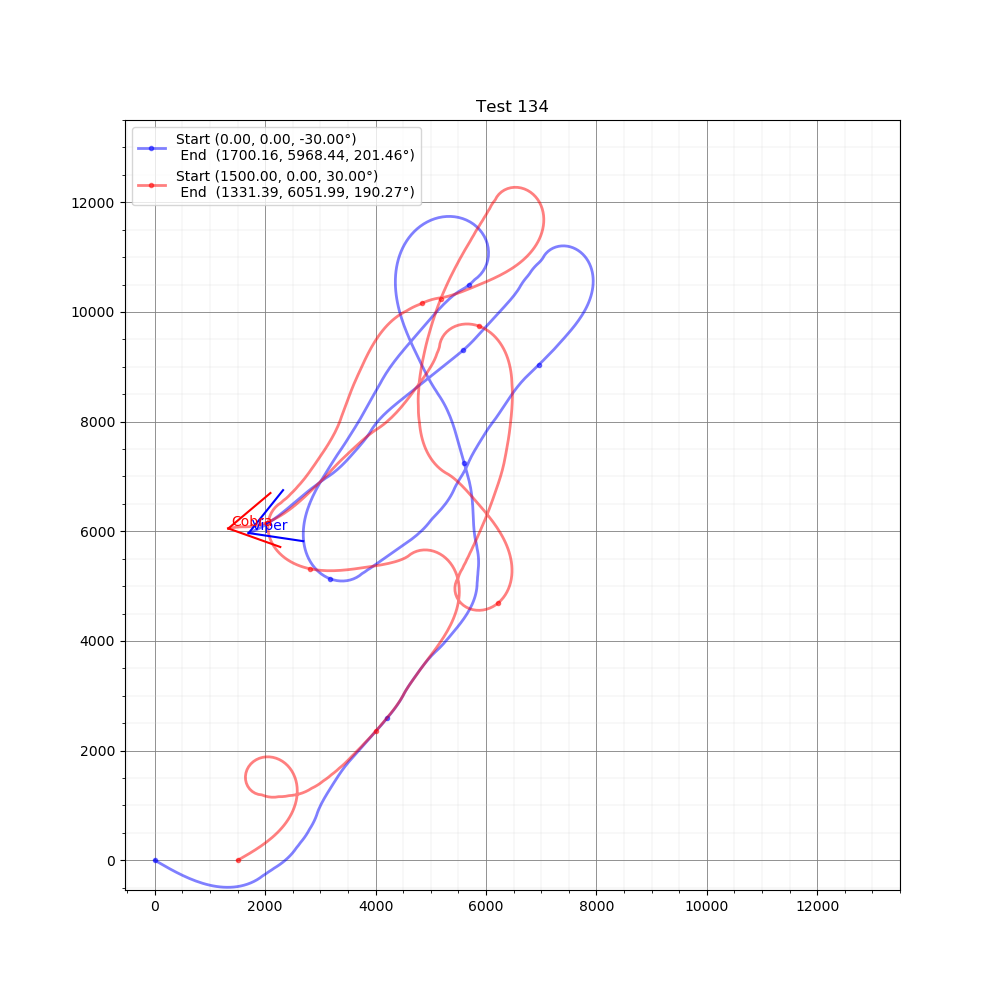 Test 134
Start (0.00, 0.00, -30.00°)
End (1700.16, 5968.44, 201.46°)
Start (1500.00, 0.00, 30.00°)
End (1331.39, 6051.99, 190.27°)
12000
10000
8000
6000
4000
2000
0
Cobra
Viper
0 2000 4000 6000 8000 10000 12000